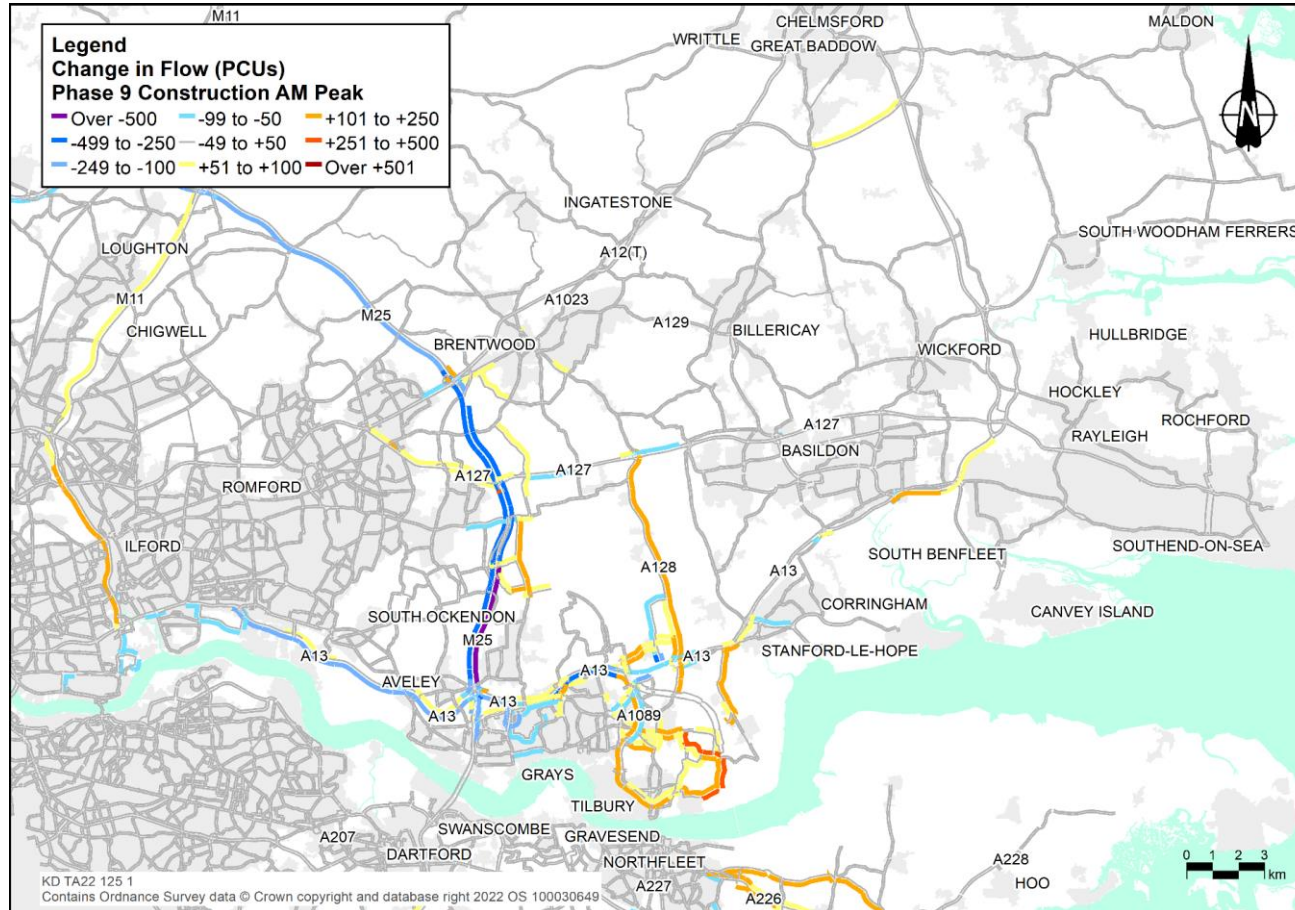 M11
CHELMSFORD
MALDON
WRITTLE
GREAT BADDOW
Legend
Change in Flow (PCUs)
Phase 9 Construction AM Peak
Over -500
-99 to -50
+101 to +250
-499 to -250
-49 to +50
+251 to +500
-249 to -100
+51 to +100
Over +501
N
INGATESTONE
SOUTH WOODHAM FERRERS
LOUGHTON
A12(T)
M11
M25
A1023
CHIGWELL
A129
BILLERICAY
HULLBRIDGE
BRENTWOOD
WICKFORD
HOCKLEY
ROCHFORD
A127
RAYLEIGH
BASILDON
A127
A127
ROMFORD
ILFORD
SOUTH BENFLEET
SOUTHEND-ON-SEA
A128
A13
CORRINGHAM
CANVEY ISLAND
SOUTH OCKENDON
M25
STANFORD-LE-HOPE
A13
A13
A13
AVELEY
A13
A13
A1089
GRAYS
TILBURY
SWANSCOMBE
A207
GRAVESEND
DARTFORD
NORTHFLEET
A228
HOO
A227
A226
0 1 2 3
km
KD TA22 125 1
Contains Ordnance Survey data © Crown copyright and database right 2022 OS 100030649